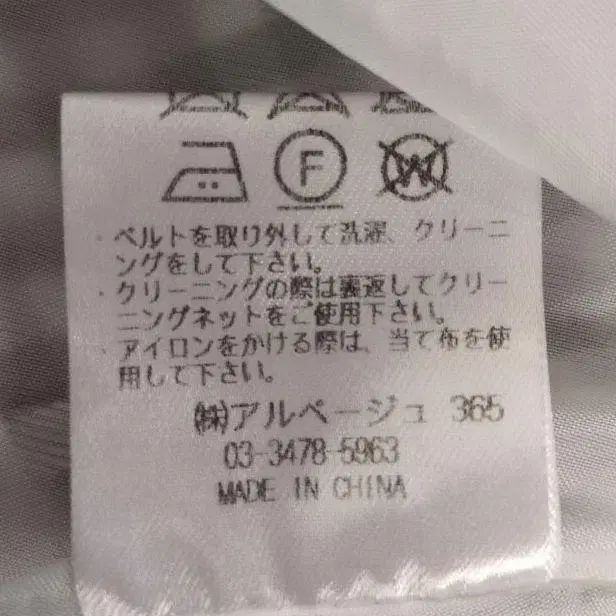 F
W
・ベルトを取り外して洗濯、クリーニ
ングをして下さい。
・クリーニングの際は裏返してクリー
ニングネットをご使用下さい。
・アイロンをかける際は、当て布を使
用して下さい。
㈱アルページュ 365
03-3478-5963
MADE IN CHINA